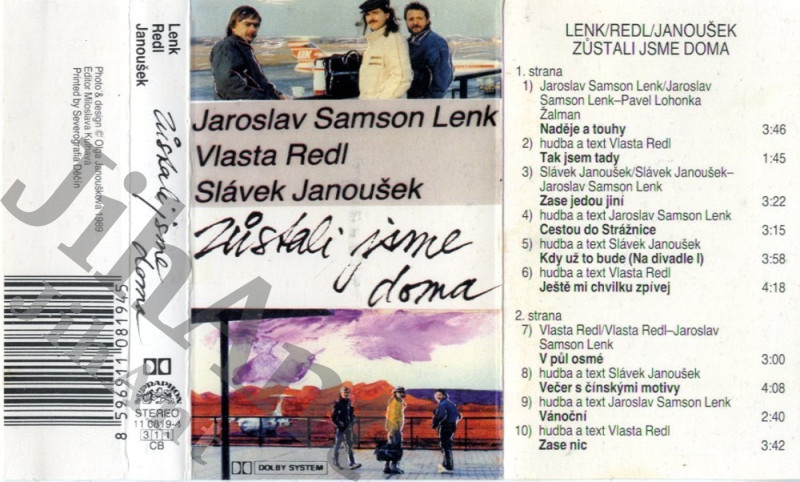 Photo & design © Olga Janoušková 1989
Editor Miloslava Kumavá
Printed by Severografia Děčín
8 596911 081945
Lenk
Redl
Janoušek
Zůstali jsme
doma
SUPRAPHON
STEREO
11 0819-4
311
CB
Jaroslav Samson Lenk
Vlasta Redl
Slávek Janoušek
Zůstali jsme
doma
DOLBY SYSTEM
LENK/REDL/JANOUŠEK
ZŮSTALI JSME DOMA
1. strana
1) Jaroslav Samson Lenk/Jaroslav
Samson Lenk–Pavel Lohonka
Žalman
Naděje a touhy 3:46
2) hudba a text Vlasta Redl
Tak jsem tady 1:45
3) Slávek Janoušek/Slávek Janoušek–
Jaroslav Samson Lenk
Zase jedou jiní 3:22
4) hudba a text Jaroslav Samson Lenk
Cestou do Strážnice 3:15
5) hudba a text Slávek Janoušek
Kdy už to bude (Na divadle I) 3:58
6) hudba a text Vlasta Redl
Ještě mi chvilku zpívej 4:18
2. strana
7) Vlasta Redl/Vlasta Redl–Jaroslav
Samson Lenk
V půl osmé 3:00
8) hudba a text Slávek Janoušek
Večer s čínskými motivy 4:08
9) hudba a text Jaroslav Samson Lenk
Vánoční 2:40
10) hudba a text Vlasta Redl
Zase nic 3:42